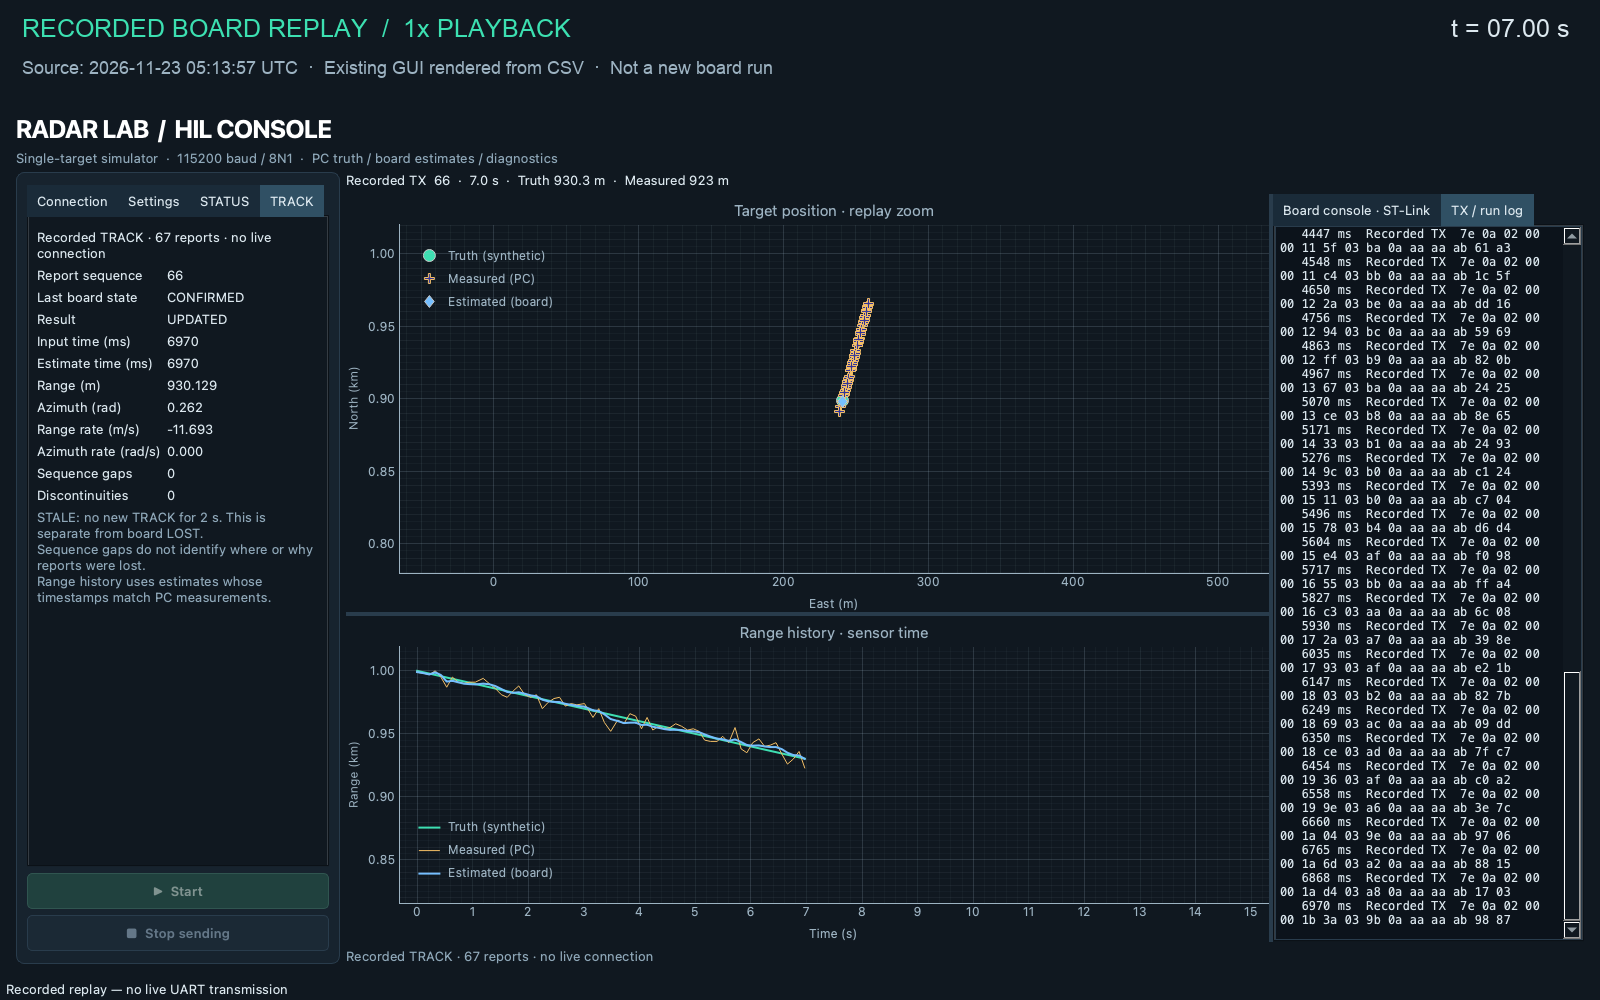 RECORDED BOARD REPLAY / 1x PLAYBACK
t = 07.00 s
Source: 2026-11-23 05:13:57 UTC · Existing GUI rendered from CSV · Not a new board run
RADAR LAB / HIL CONSOLE
Single-target simulator · 115200 baud / 8N1 · PC truth / board estimates / diagnostics
Connection Settings STATUS TRACK
Recorded TRACK · 67 reports · no live
connection
Report sequence 66
Last board state CONFIRMED
Result UPDATED
Input time (ms) 6970
Estimate time (ms) 6970
Range (m) 930.129
Azimuth (rad) 0.262
Range rate (m/s) -11.693
Azimuth rate (rad/s) 0.000
Sequence gaps 0
Discontinuities 0
STALE: no new TRACK for 2 s. This is
separate from board LOST.
Sequence gaps do not identify where or why
reports were lost.
Range history uses estimates whose
timestamps match PC measurements.
▶ Start
■ Stop sending
Recorded TX 66 · 7.0 s · Truth 930.3 m · Measured 923 m
Target position · replay zoom
Truth (synthetic)
Measured (PC)
Estimated (board)
North (km)
1.00
0.95
0.90
0.85
0.80
0 100 200 300 400 500
East (m)
Range history · sensor time
Range (km)
1.00
0.95
0.90
0.85
Truth (synthetic)
Measured (PC)
Estimated (board)
0 1 2 3 4 5 6 7 8 9 10 11 12 13 14 15
Time (s)
Recorded TRACK · 67 reports · no live connection
Board console · ST-Link TX / run log
4447 ms Recorded TX 7e 0a 02 00
00 11 5f 03 ba 0a aa aa ab 61 a3
4548 ms Recorded TX 7e 0a 02 00
00 11 c4 03 bb 0a aa aa ab 1c 5f
4650 ms Recorded TX 7e 0a 02 00
00 12 2a 03 be 0a aa aa ab dd 16
4756 ms Recorded TX 7e 0a 02 00
00 12 94 03 bc 0a aa aa ab 59 69
4863 ms Recorded TX 7e 0a 02 00
00 12 ff 03 b9 0a aa aa ab 82 0b
4967 ms Recorded TX 7e 0a 02 00
00 13 67 03 ba 0a aa aa ab 24 25
5070 ms Recorded TX 7e 0a 02 00
00 13 ce 03 b8 0a aa aa ab 8e 65
5171 ms Recorded TX 7e 0a 02 00
00 14 33 03 b1 0a aa aa ab 24 93
5276 ms Recorded TX 7e 0a 02 00
00 14 9c 03 b0 0a aa aa ab c1 24
5393 ms Recorded TX 7e 0a 02 00
00 15 11 03 b0 0a aa aa ab c7 04
5496 ms Recorded TX 7e 0a 02 00
00 15 78 03 b4 0a aa aa ab d6 d4
5604 ms Recorded TX 7e 0a 02 00
00 15 e4 03 af 0a aa aa ab f0 98
5717 ms Recorded TX 7e 0a 02 00
00 16 55 03 bb 0a aa aa ab ff a4
5827 ms Recorded TX 7e 0a 02 00
00 16 c3 03 aa 0a aa aa ab 6c 08
5930 ms Recorded TX 7e 0a 02 00
00 17 2a 03 a7 0a aa aa ab 39 8e
6035 ms Recorded TX 7e 0a 02 00
00 17 93 03 af 0a aa aa ab e2 1b
6147 ms Recorded TX 7e 0a 02 00
00 18 03 03 b2 0a aa aa ab 82 7b
6249 ms Recorded TX 7e 0a 02 00
00 18 69 03 ac 0a aa aa ab 09 dd
6350 ms Recorded TX 7e 0a 02 00
00 18 ce 03 ad 0a aa aa ab 7f c7
6454 ms Recorded TX 7e 0a 02 00
00 19 36 03 af 0a aa aa ab c0 a2
6558 ms Recorded TX 7e 0a 02 00
00 19 9e 03 a6 0a aa aa ab 3e 7c
6660 ms Recorded TX 7e 0a 02 00
00 1a 04 03 9e 0a aa aa ab 97 06
6765 ms Recorded TX 7e 0a 02 00
00 1a 6d 03 a2 0a aa aa ab 88 15
6868 ms Recorded TX 7e 0a 02 00
00 1a d4 03 a8 0a aa aa ab 17 03
6970 ms Recorded TX 7e 0a 02 00
00 1b 3a 03 9b 0a aa aa ab 98 87
Recorded replay — no live UART transmission